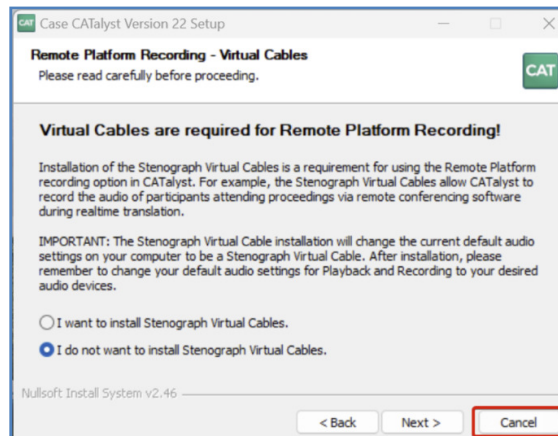 CAT Case CATalyst Version 22 Setup
Remote Platform Recording - Virtual Cables
Please read carefully before proceeding.
CAT
Virtual Cables are required for Remote Platform Recording!
Installation of the Stenograph Virtual Cables is a requirement for using the Remote Platform
recording option in CATalyst. For example, the Stenograph Virtual Cables allow CATalyst to
record the audio of participants attending proceedings via remote conferencing software
during realtime translation.
IMPORTANT: The Stenograph Virtual Cable installation will change the current default audio
settings on your computer to be a Stenograph Virtual Cable. After installation, please
remember to change your default audio settings for Playback and Recording to your desired
audio devices.
I want to install Stenograph Virtual Cables.
I do not want to install Stenograph Virtual Cables.
Nullsoft Install System v2.46
< Back Next > Cancel